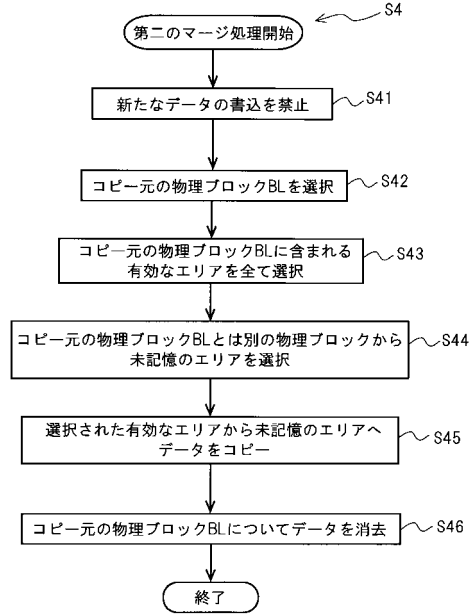 S4
第二のマージ処理開始
新たなデータの書込を禁止
S41
コピー元の物理ブロックBLを選択
S42
コピー元の物理ブロックBLに含まれる
有効なエリアを全て選択
S43
コピー元の物理ブロックBLとは別の物理ブロックから
未記憶のエリアを選択
S44
選択された有効なエリアから未記憶のエリアへ
データをコピー
S45
コピー元の物理ブロックBLについてデータを消去
S46
終了